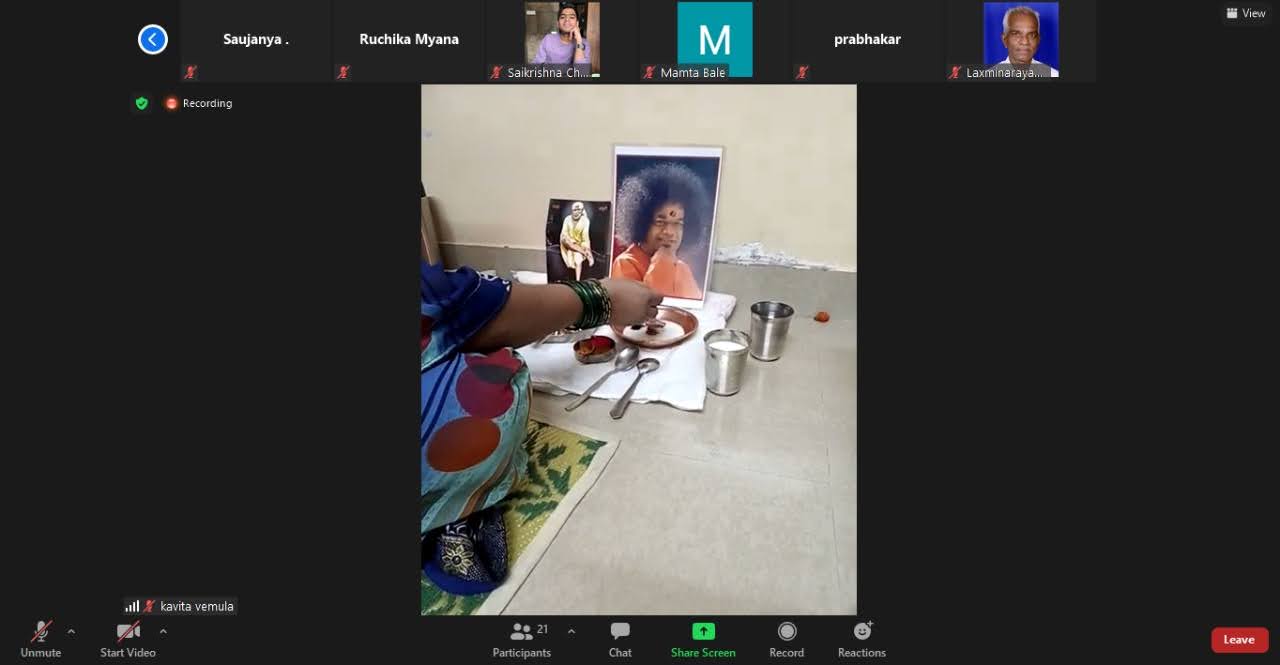 View
Saujanya .
Ruchika Myana
Saikrishna Ch...
M
Mamta Bale
prabhakar
Laxminaraya...
Recording
kavita vemula
Unmute
Start Video
21
Participants
Chat
Share Screen
Record
Reactions
Leave